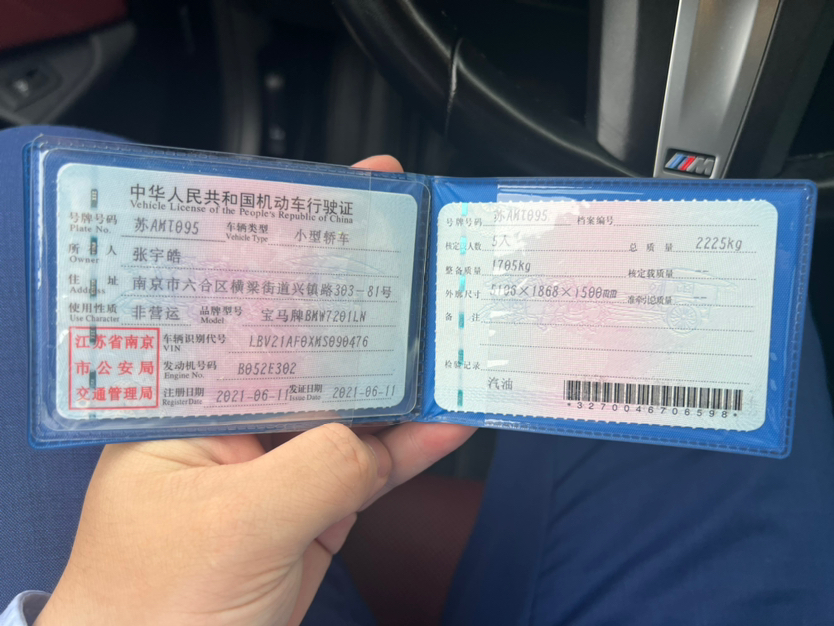 中华人民共和国机动车行驶证
Vehicle License of the People's Republic of China
号牌号码 苏AMT095 车辆类型 小型轿车
Plate No. Vehicle Type
所有人 张宇皓
Owner
住址 南京市六合区横梁街道兴镇路303-81号
Address
使用性质 非营运 品牌型号 宝马牌BMW7201LN
Use Character Model
江苏省南京
市公安局
交通管理局
车辆识别代号 LBV21AF0XMS090476
VIN
发动机号码 B052E302
Engine No.
注册日期 2021-06-11 发证日期 2021-06-11
Register Date Issue Date
号牌号码 苏AMT095 档案编号
核定人数 5人 总质量 2225kg
整备质量 1705kg 核定载质量 --
外廓尺寸 5106×1868×1500mm 准牵引总质量 --
备注
检验记录
汽油
*3270046706598*